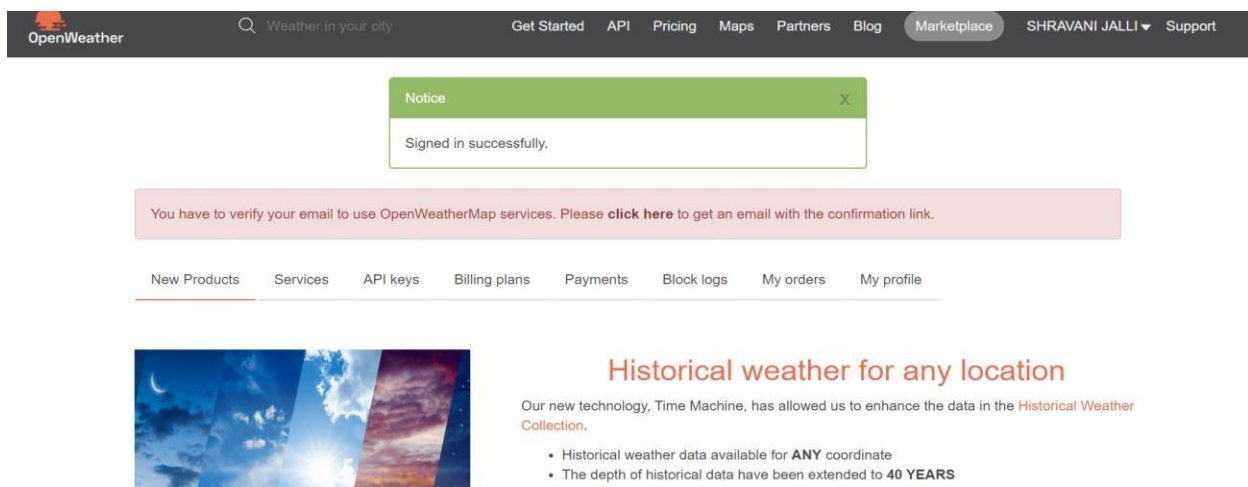 OpenWeather
Weather in your city
Get Started API Pricing Maps Partners Blog Marketplace SHRAVANI JALLI Support
Notice X
Signed in successfully.
You have to verify your email to use OpenWeatherMap services. Please click here to get an email with the confirmation link.
New Products Services API keys Billing plans Payments Block logs My orders My profile
Historical weather for any location
Our new technology, Time Machine, has allowed us to enhance the data in the Historical Weather
Collection.
• Historical weather data available for ANY coordinate
• The depth of historical data have been extended to 40 YEARS